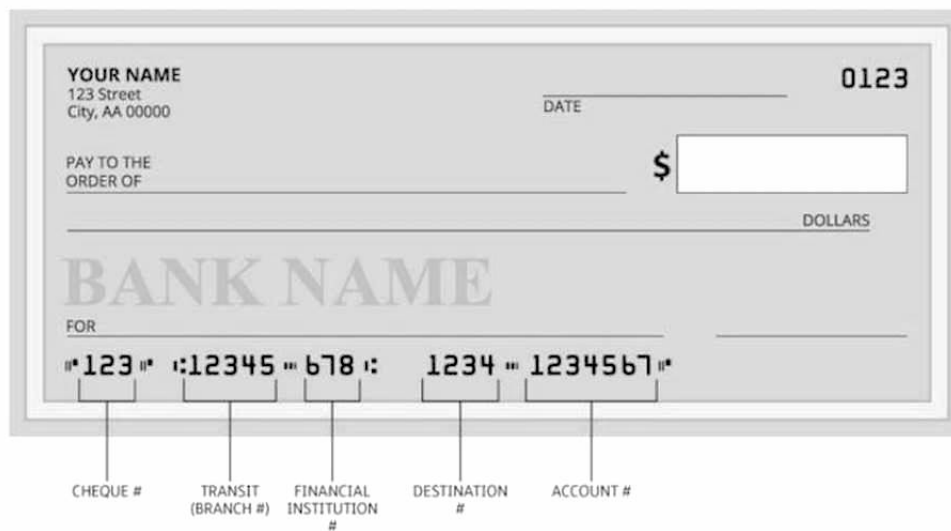 YOUR NAME
123 Street
City, AA 00000
0123
DATE
PAY TO THE
ORDER OF
$
DOLLARS
BANK NAME
FOR
⑈123⑈ ⑆12345⑉678⑆ 1234⑉1234567⑈
CHEQUE #
TRANSIT
(BRANCH #)
FINANCIAL
INSTITUTION
#
DESTINATION
#
ACCOUNT #